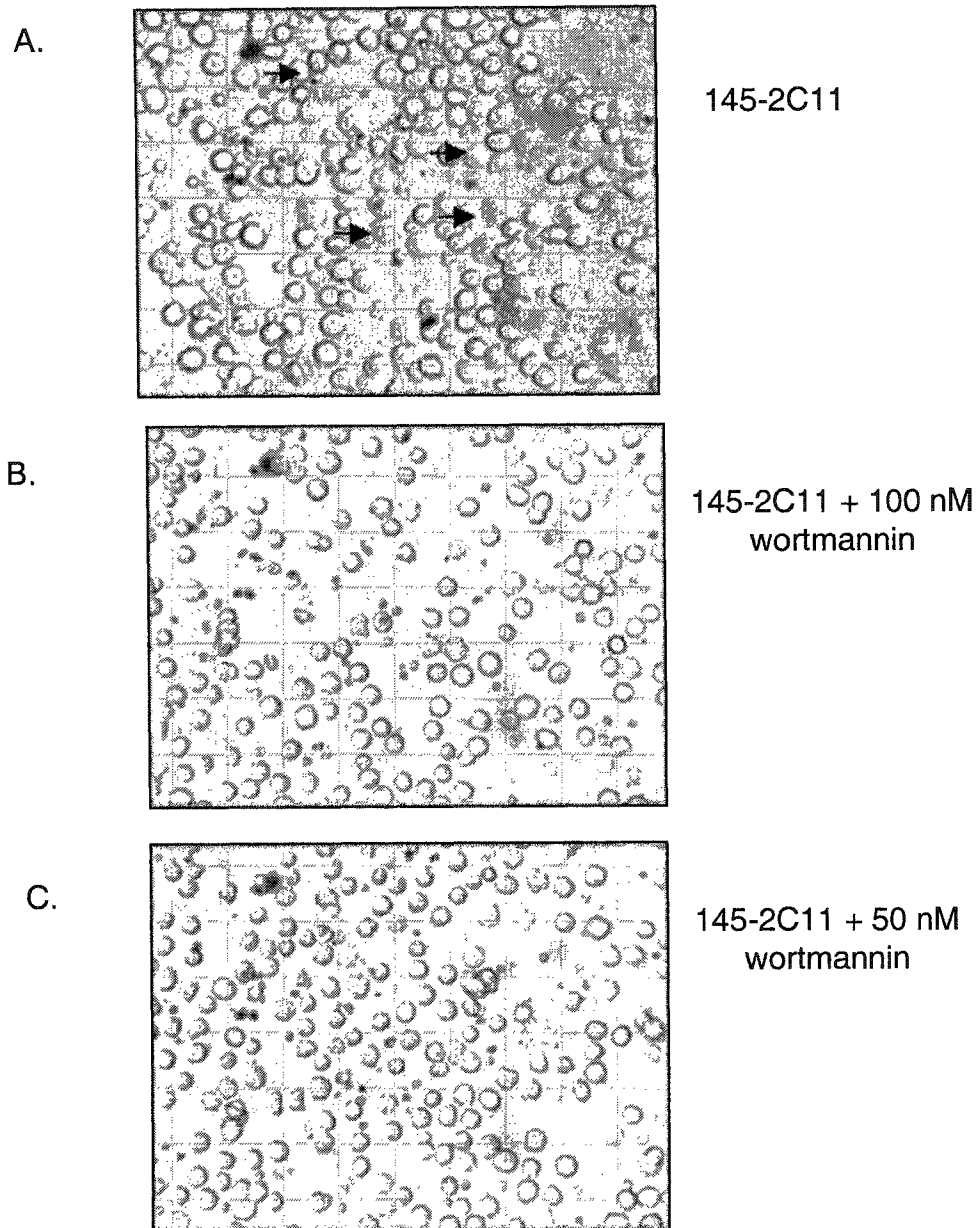 A.
145-2C11
B.
145-2C11 + 100 nM
wortmannin
C.
145-2C11 + 50 nM
wortmannin